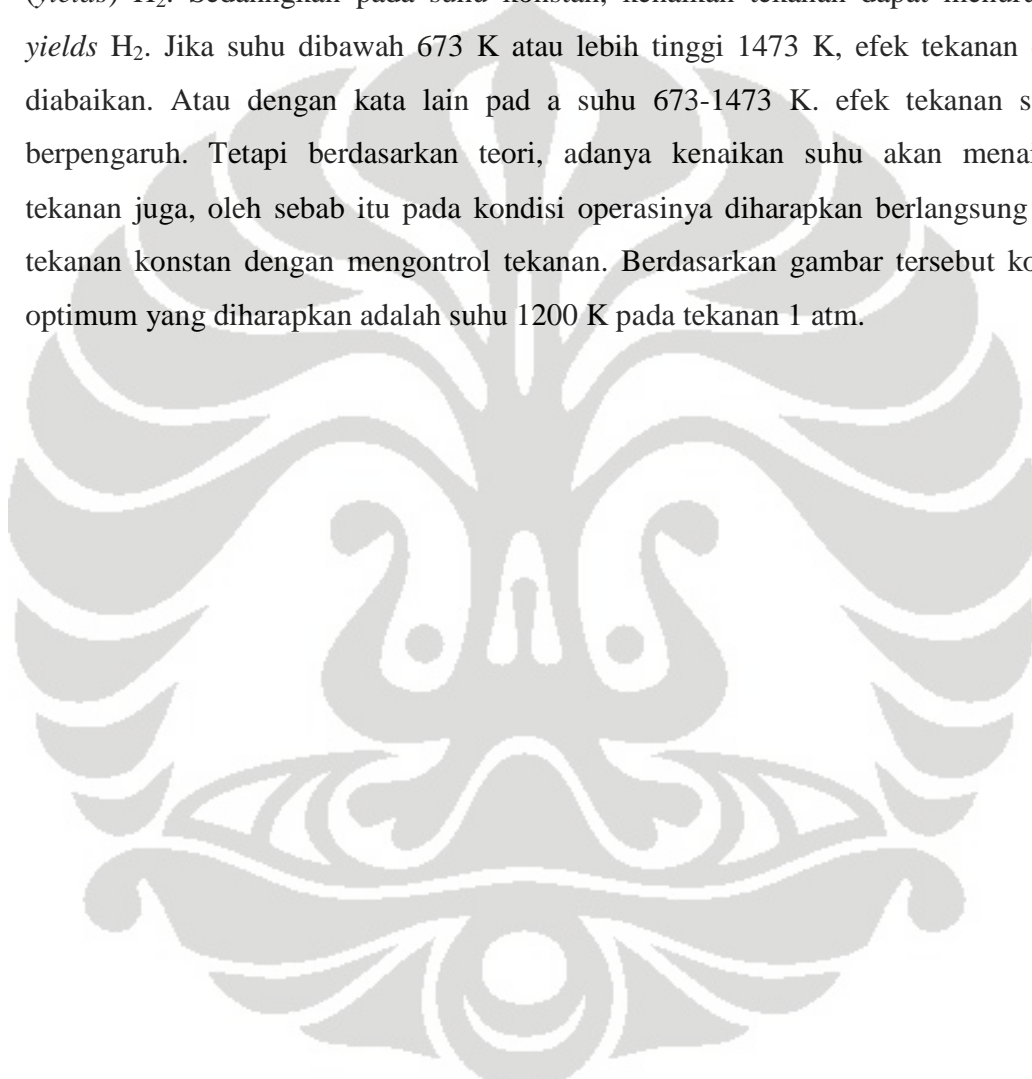 (yields) H₂. Sedanngkan pada suhu konstan, kenaikan tekanan dapat
yields H₂. Jika suhu dibawah 673 K atau lebih tinggi 1473 K, efek tekanan
diabaikan. Atau dengan kata lain pad a suhu 673-1473 K. efek tekanan
berpengaruh. Tetapi berdasarkan teori, adanya kenaikan suhu akan
tekanan juga, oleh sebab itu pada kondisi operasinya diharapkan berlangsung
tekanan konstan dengan mengontrol tekanan. Berdasarkan gambar tersebut
optimum yang diharapkan adalah suhu 1200 K pada tekanan 1 atm.